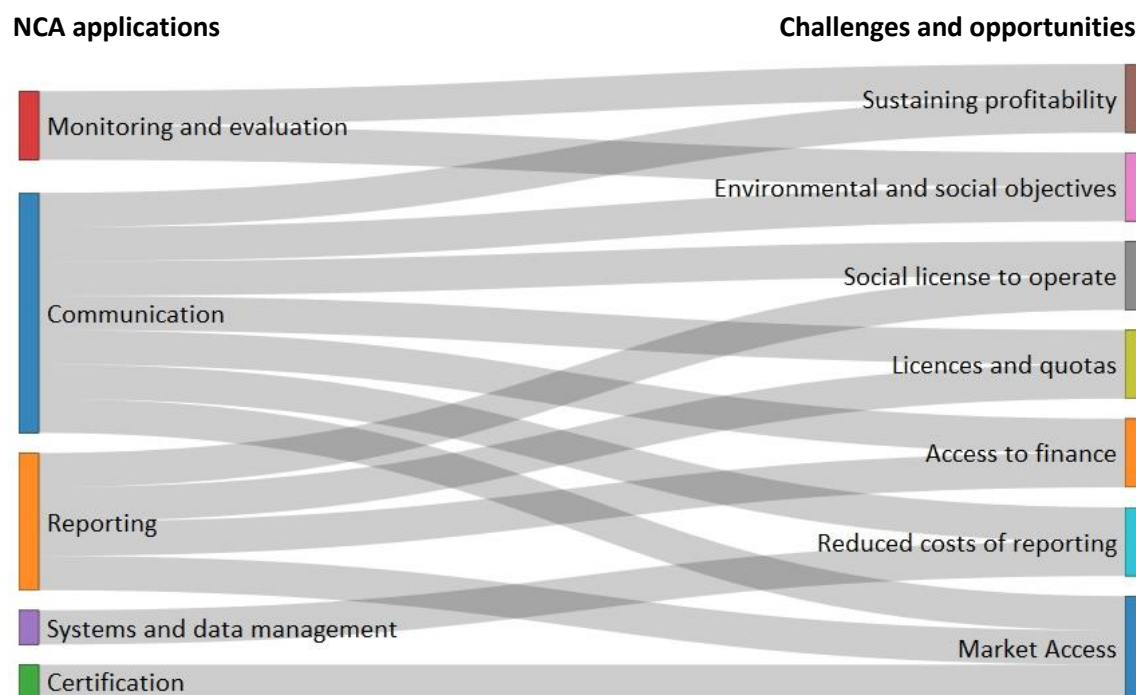 NCA applications
Challenges and opportunities
Monitoring and evaluation
Communication
Reporting
Systems and data management
Certification
Sustaining profitability
Environmental and social objectives
Social license to operate
Licences and quotas
Access to finance
Reduced costs of reporting
Market Access